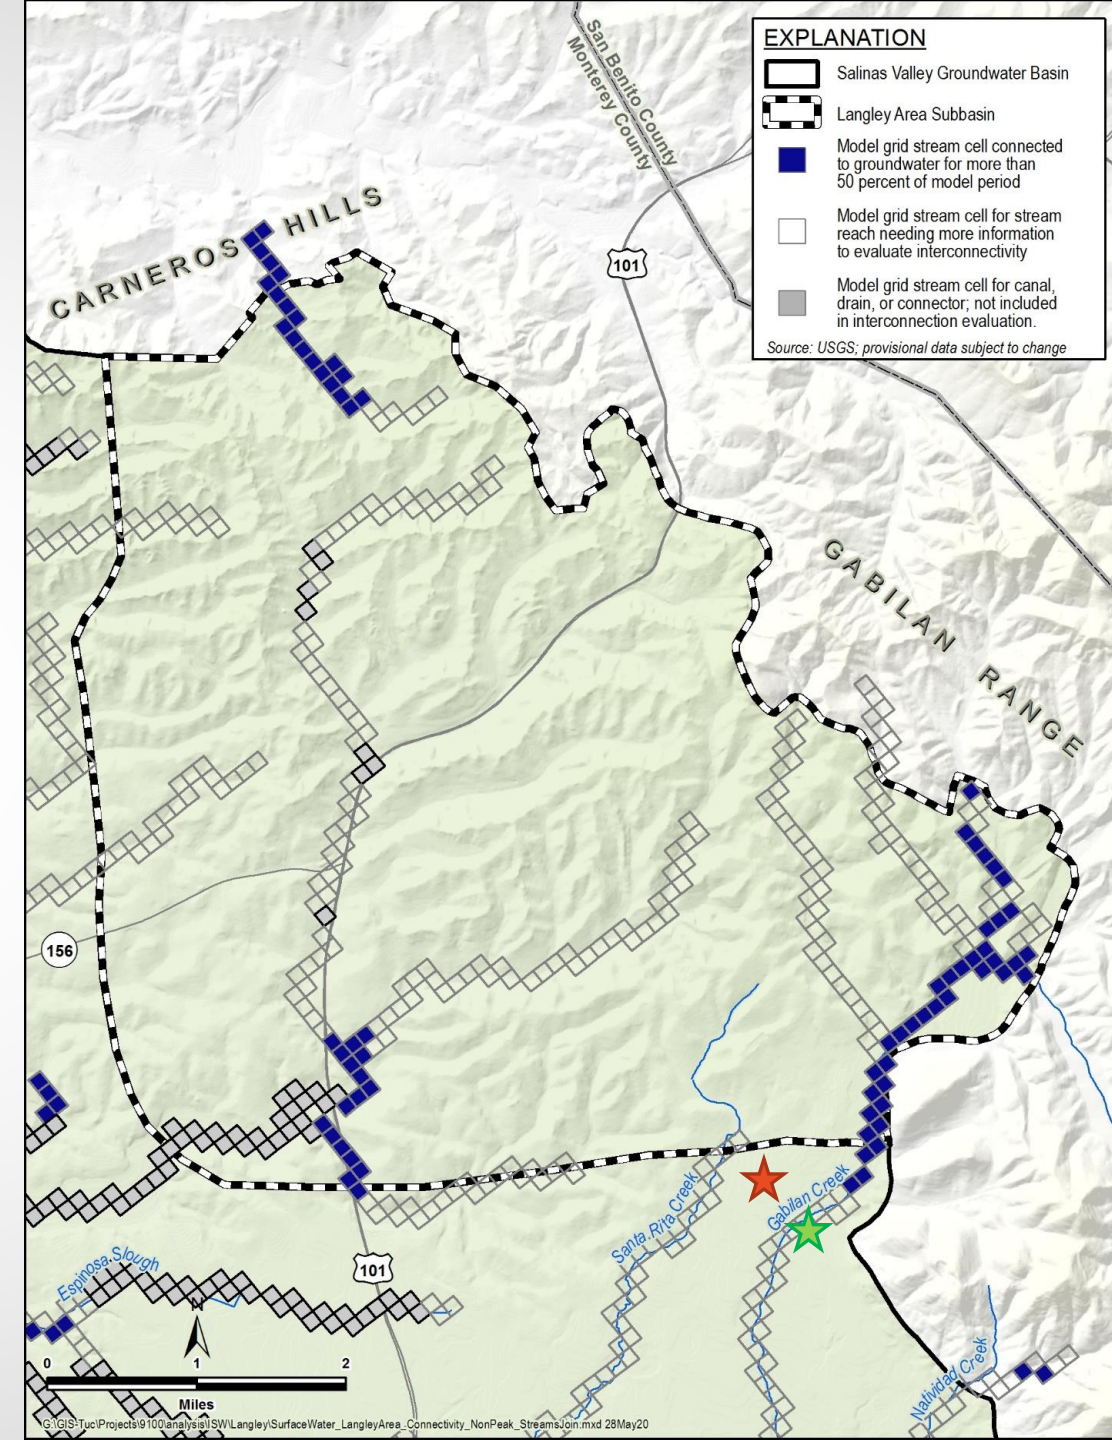 EXPLANATION
Salinas Valley Groundwater Basin
Langley Area Subbasin
Model grid stream cell connected
to groundwater for more than
50 percent of model period
Model grid stream cell for stream
reach needing more information
to evaluate interconnectivity
Model grid stream cell for canal,
drain, or connector; not included
in interconnection evaluation.
Source: USGS; provisional data subject to change
San Benito County
Monterey County
CARNEROS HILLS
101
GABILAN RANGE
156
Santa Rita Creek
Gabilan Creek
101
Espinosa Slough
Natividad Creek
N
0 1 2
Miles
G:\GIS-Tuc\Projects\9100\analysis\ISW\Langley\SurfaceWater_LangleyArea_Connectivity_NonPeak_StreamsJoin.mxd 28May20